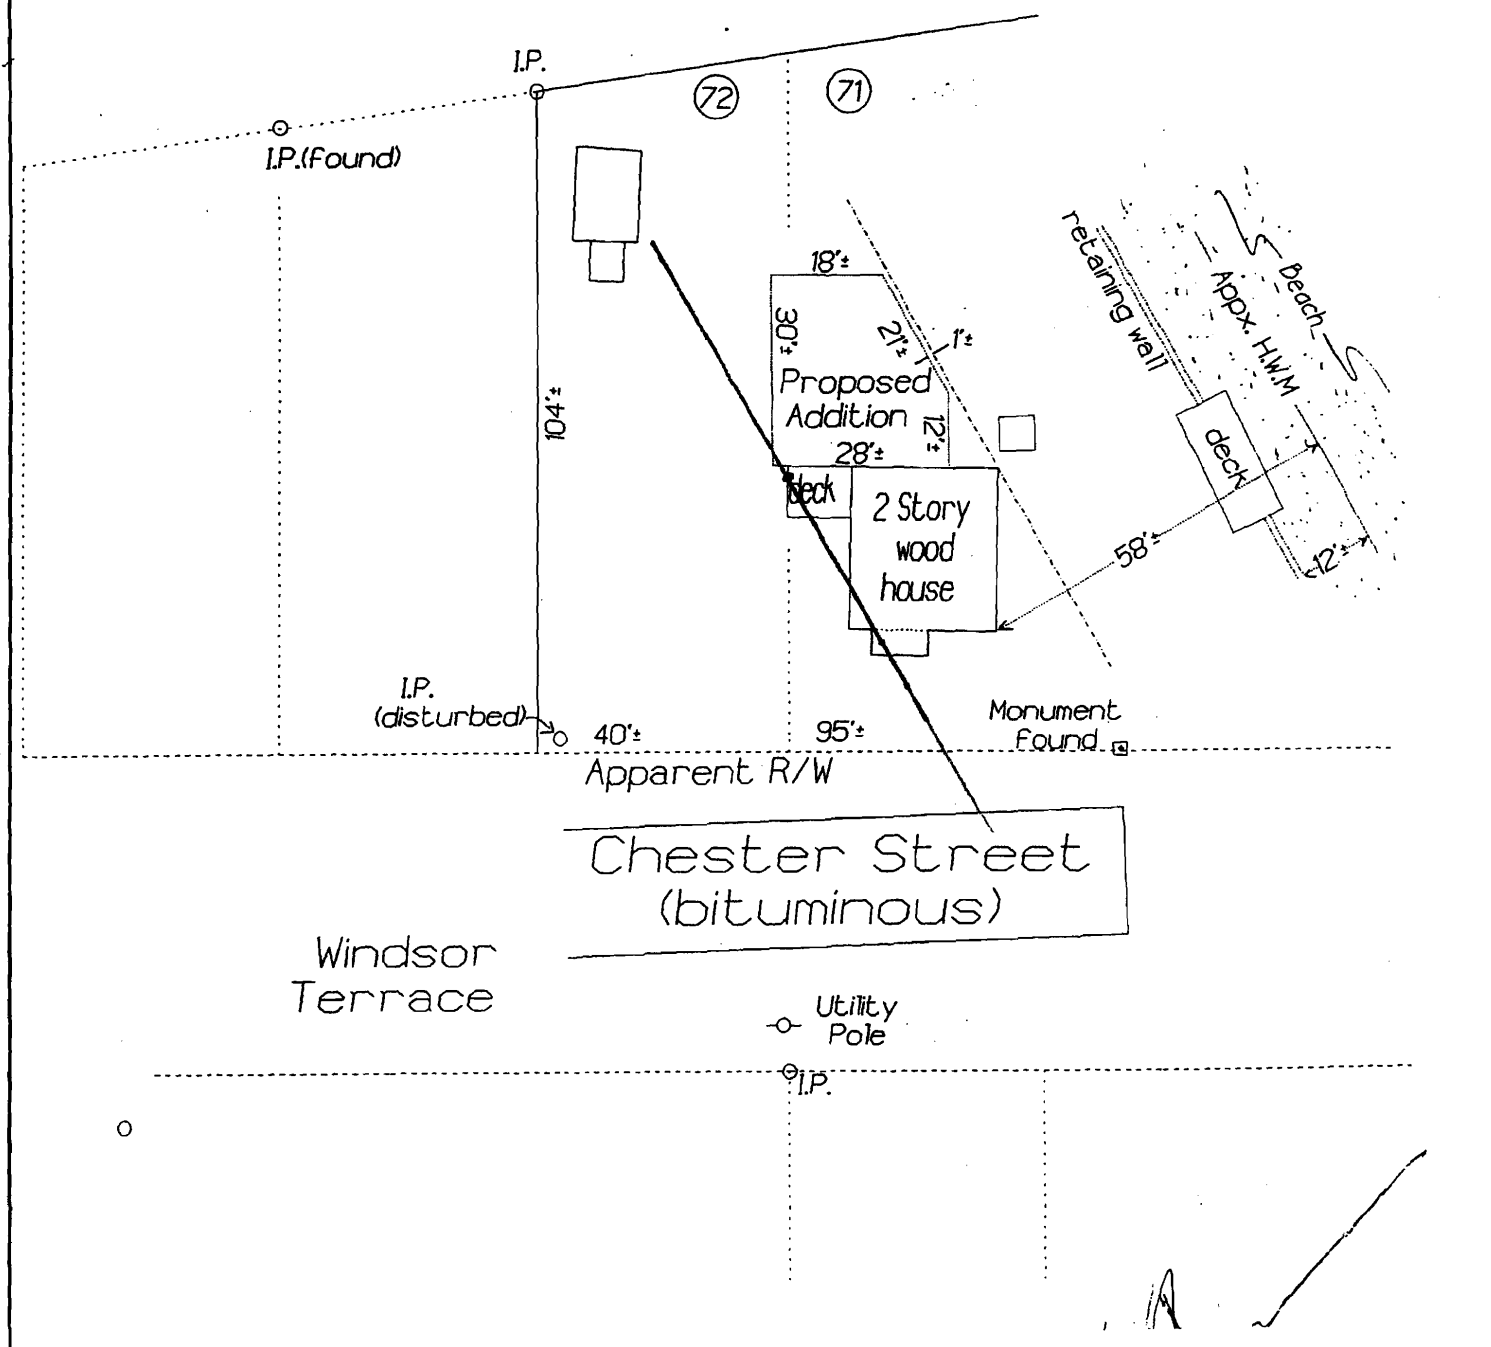 I.P.
72
71
I.P.(found)
18'±
30'±
21'±
1'±
Proposed
Addition
12'±
28'±
104'±
retaining wall
Appx. H.W.M
Beach
deck
deck
2 Story
wood
house
58'±
12'±
I.P.
(disturbed)
40'±
95'±
Monument
found
Apparent R/W
Chester Street
(bituminous)
Windsor
Terrace
Utility
Pole
I.P.